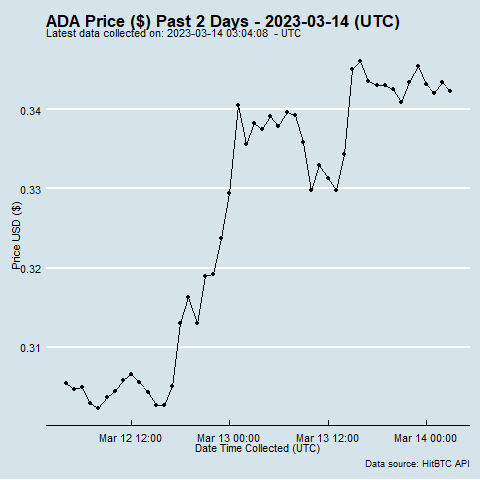 ADA Price ($) Past 2 Days - 2023-03-14 (UTC)
Latest data collected on: 2023-03-14 03:04:08 - UTC
0.34
0.33
0.32
0.31
Price USD ($)
Mar 12 12:00 Mar 13 00:00 Mar 13 12:00 Mar 14 00:00
Date Time Collected (UTC)
Data source: HitBTC API